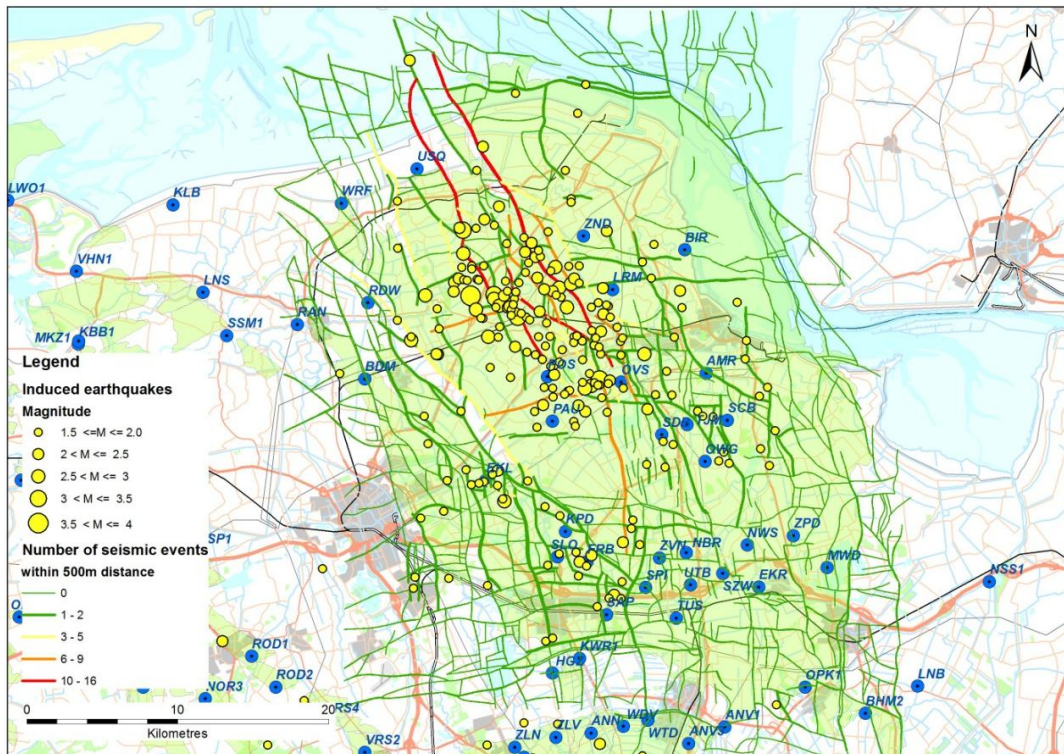 N
USQ
LWO1
KLB
WRF
ZND
BIR
VHN1
LNS
RDW
LRM
RAN
SSM1
MKZ1
KBB1
Legend
BDM
AMR
OVS
Induced earthquakes
PAU
SCB
Magnitude
1.5 <=M <= 2.0
2 < M <= 2.5
2.5 < M <= 3
3 < M <= 3.5
3.5 < M <= 4
EKL
Number of seismic events
within 500m distance
0
1 - 2
3 - 5
6 - 9
10 - 16
SP1
KPD
ZPD
NWS
NBR
ZVN
FRB
MWD
SPI
UTB
SZW
EKR
NSS1
SAP
TUS
ROD1
KWR1
ROD2
NOR3
OPK1
LNB
BHM2
RS4
0
10
20
Kilometres
VRS2
ZLN
ZLV
ANN
WDV
WTD
ANV1